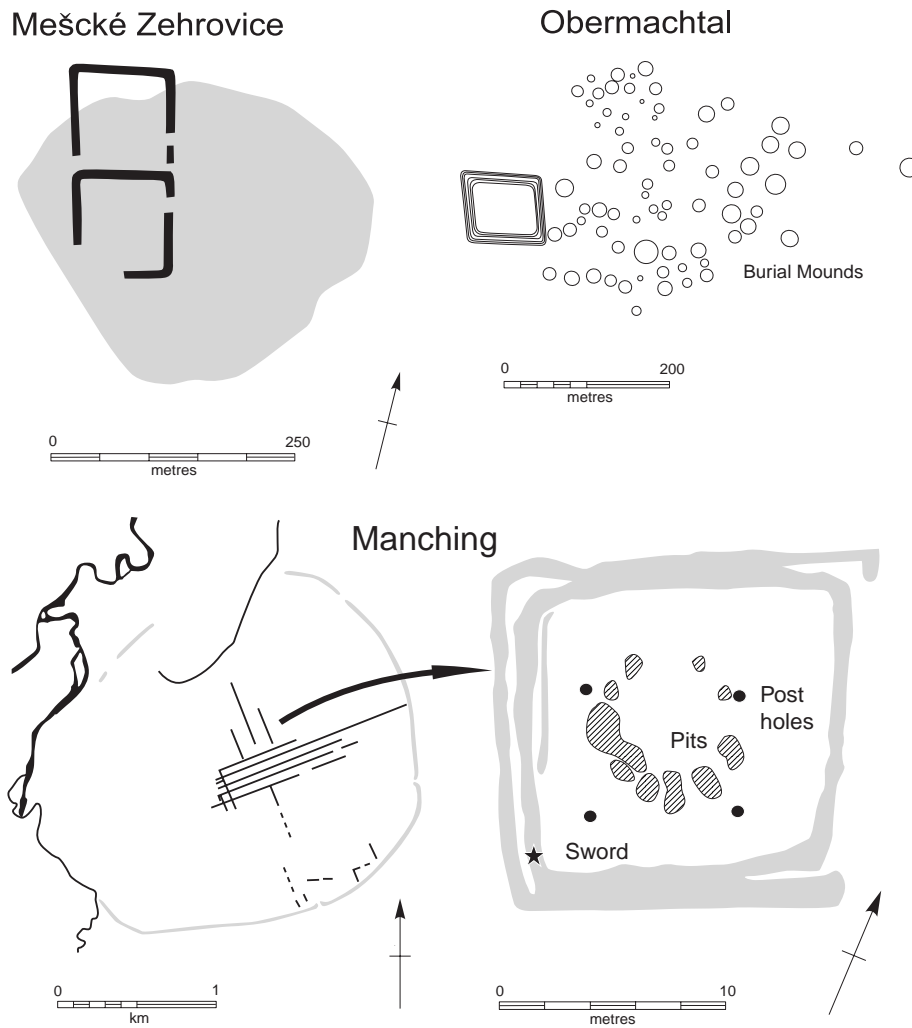 Mešcké Zehrovice
Obermachtal
Burial Mounds
0 200
metres
0 250
metres
Manching
Post
holes
Pits
Sword
0 1
km
0 10
metres